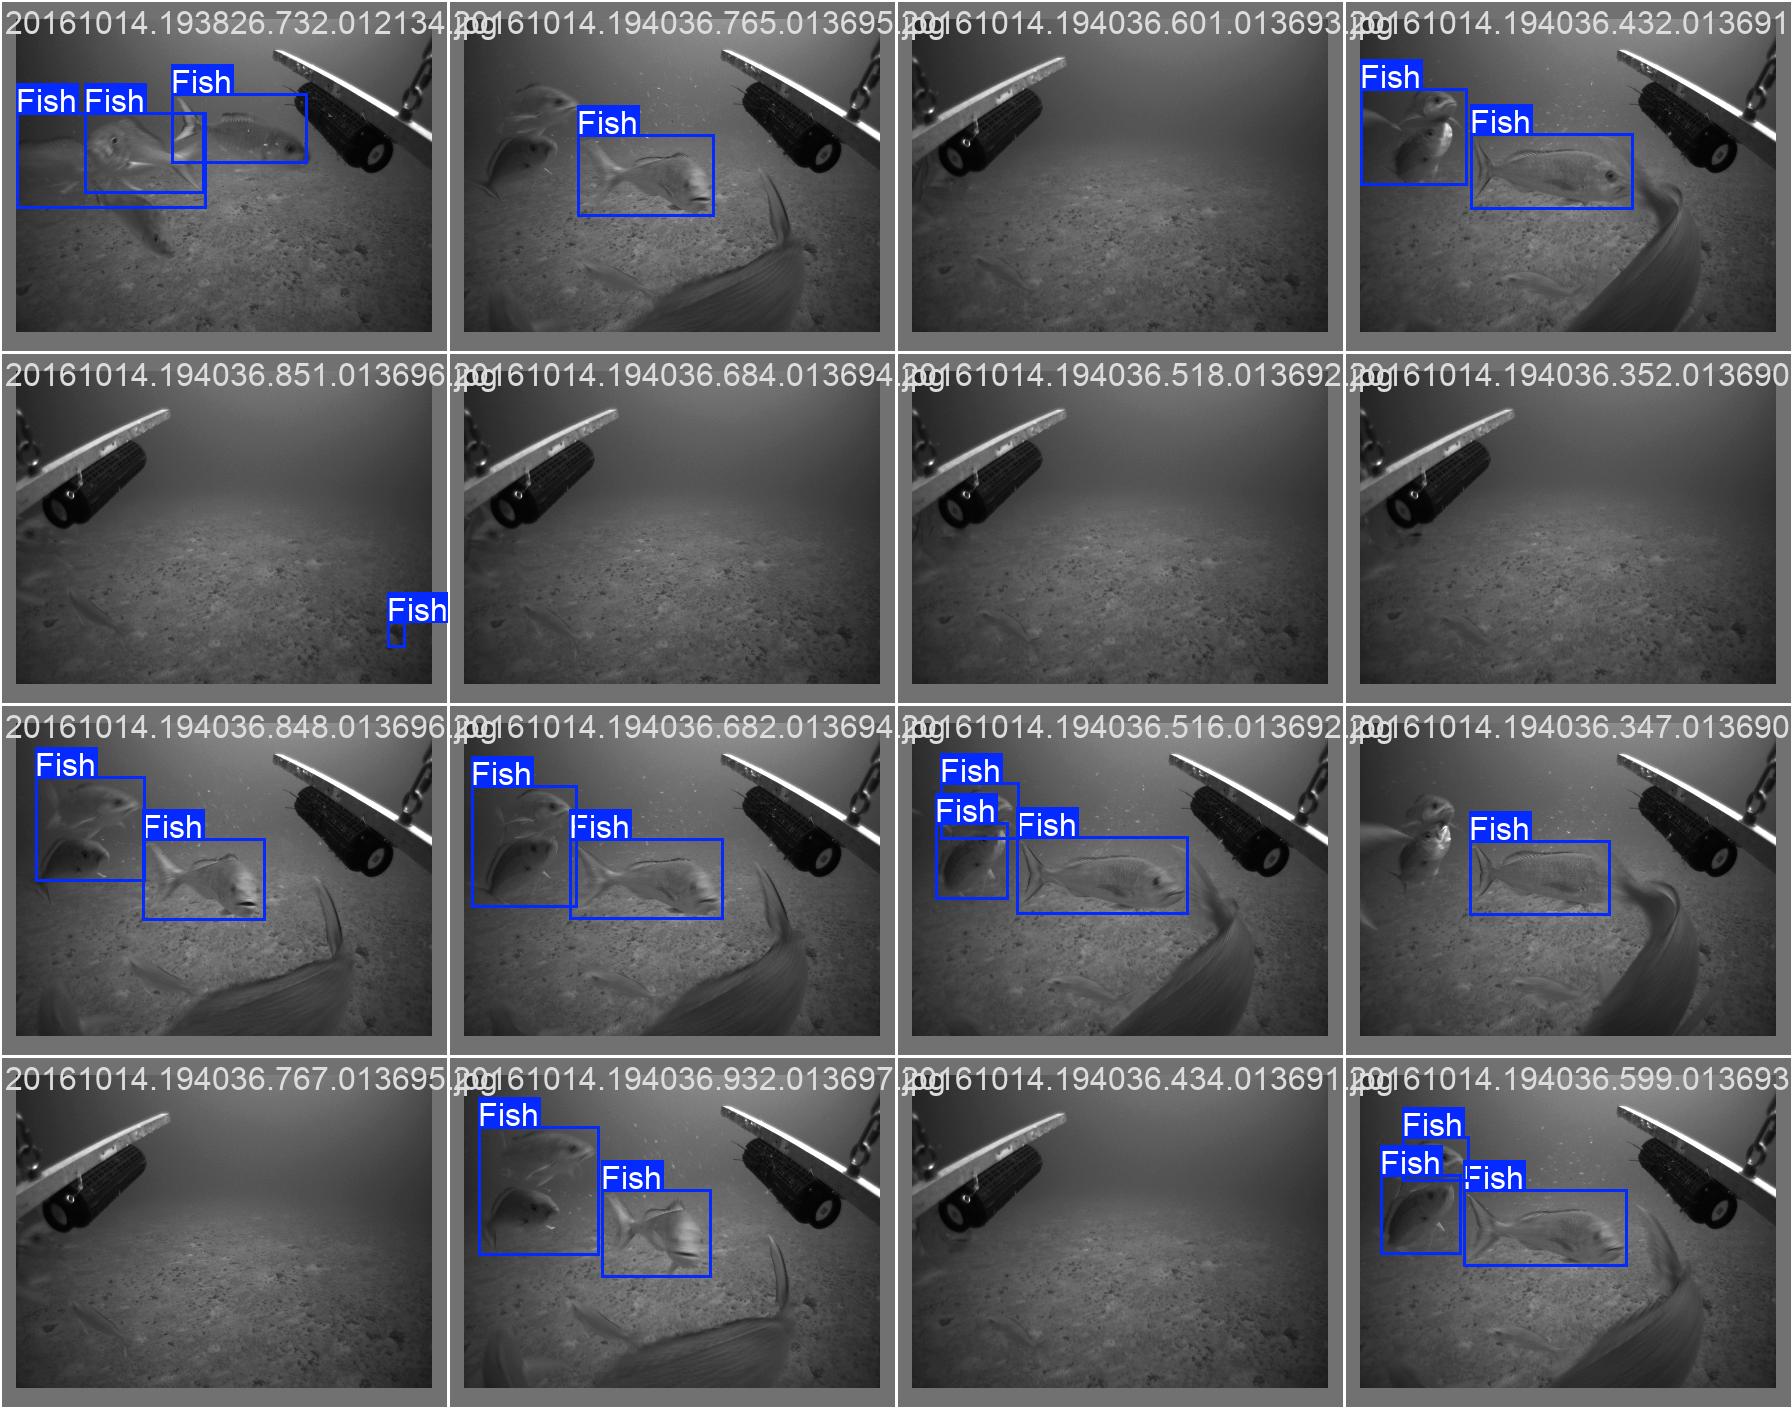 20161014.193826.732.012134.jpg
20161014.194036.765.013695.jpg
20161014.194036.601.013693.jpg
20161014.194036.432.013691
Fish
Fish
Fish
Fish
Fish
Fish
20161014.194036.851.013696.jpg
20161014.194036.684.013694.jpg
20161014.194036.518.013692.jpg
20161014.194036.352.013690
Fish
20161014.194036.848.013696.jpg
20161014.194036.682.013694.jpg
20161014.194036.516.013692.jpg
20161014.194036.347.013690
Fish
Fish
Fish
Fish
Fish
Fish
Fish
Fish
20161014.194036.767.013695.jpg
20161014.194036.932.013697.jpg
20161014.194036.434.013691.jpg
20161014.194036.599.013693
Fish
Fish
Fish
Fish
Fish